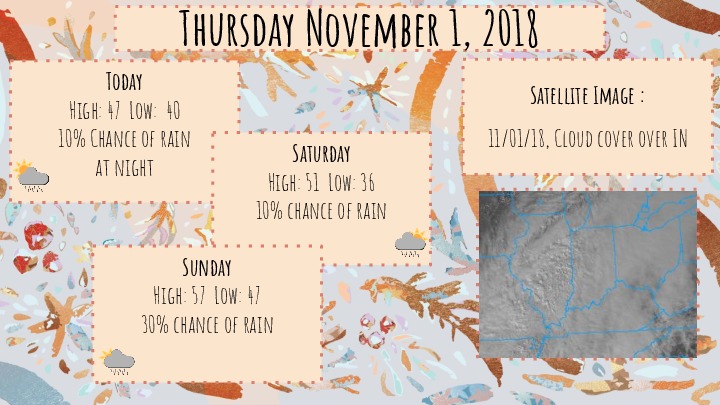 Thursday November 1, 2018
Today
High: 47 Low: 40
10% Chance of rain
at night
Saturday
High: 51 Low: 36
10% chance of rain
Sunday
High: 57 Low: 47
30% chance of rain
Satellite Image :
11/01/18, Cloud cover over IN